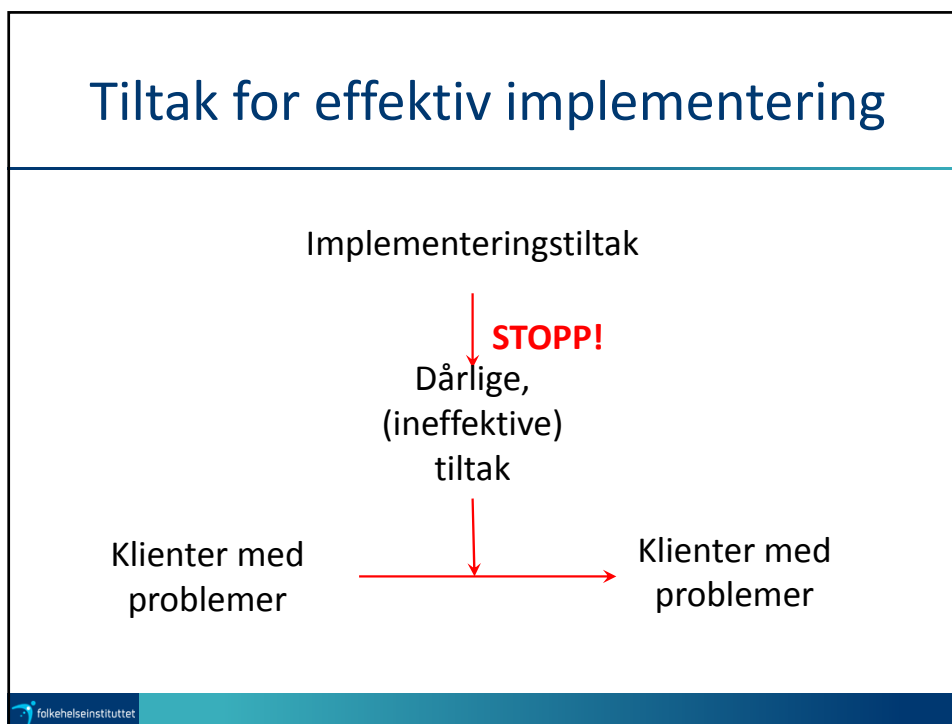 Tiltak for effektiv implementering
Implementeringstiltak
STOPP!
Dårlige,
(ineffektive)
tiltak
Klienter med
problemer
Klienter med
problemer
folkehelseinstituttet